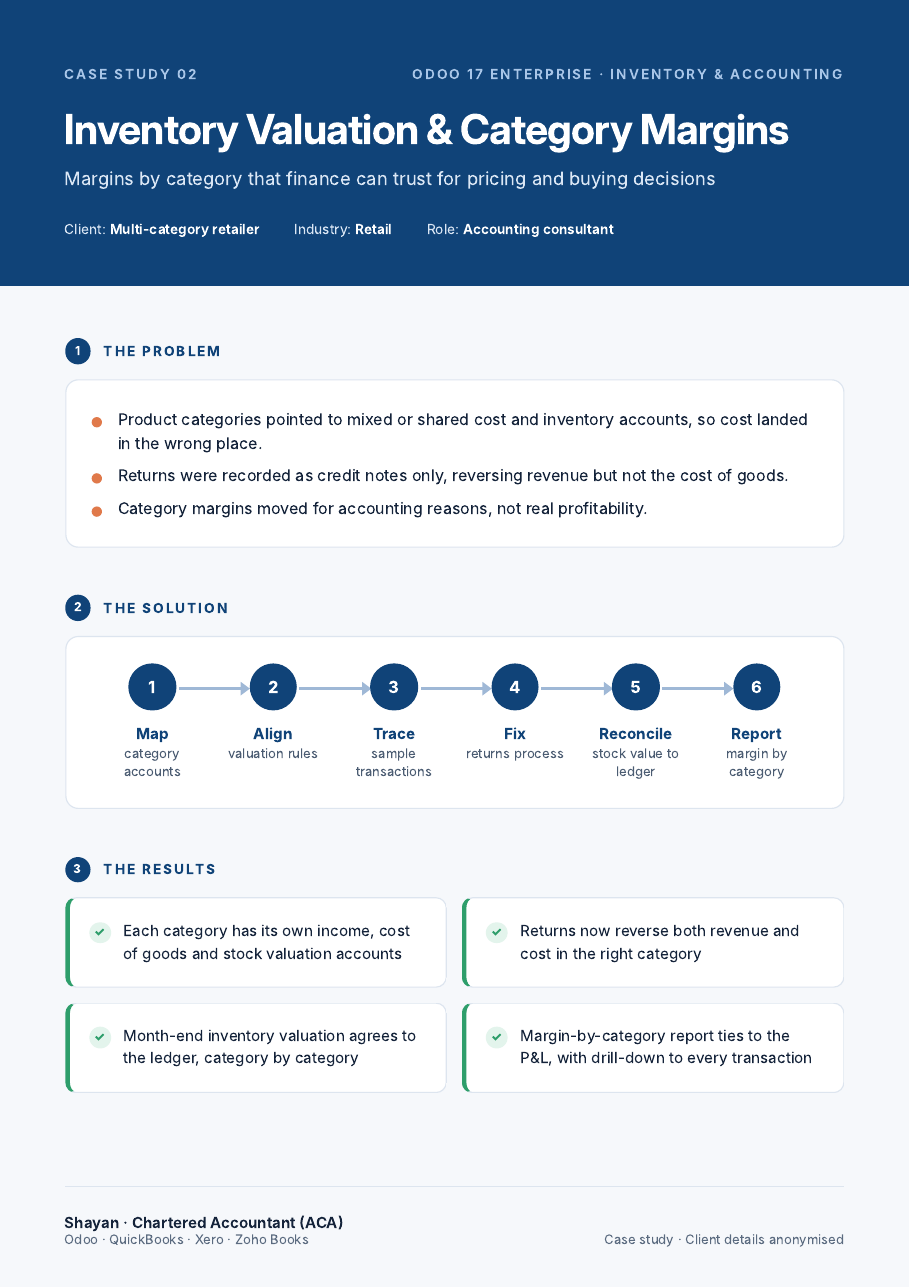 CASE STUDY 02
ODOO 17 ENTERPRISE · INVENTORY & ACCOUNTING
Inventory Valuation & Category Margins
Margins by category that finance can trust for pricing and buying decisions
Client: Multi-category retailer Industry: Retail Role: Accounting consultant
1 THE PROBLEM
Product categories pointed to mixed or shared cost and inventory accounts, so cost landed
in the wrong place.
Returns were recorded as credit notes only, reversing revenue but not the cost of goods.
Category margins moved for accounting reasons, not real profitability.
2 THE SOLUTION
1
Map
category
accounts
2
Align
valuation rules
3
Trace
sample
transactions
4
Fix
returns process
5
Reconcile
stock value to
ledger
6
Report
margin by
category
3 THE RESULTS
Each category has its own income, cost
of goods and stock valuation accounts
Returns now reverse both revenue and
cost in the right category
Month-end inventory valuation agrees to
the ledger, category by category
Margin-by-category report ties to the
P&L, with drill-down to every transaction
Shayan · Chartered Accountant (ACA)
Odoo · QuickBooks · Xero · Zoho Books
Case study · Client details anonymised